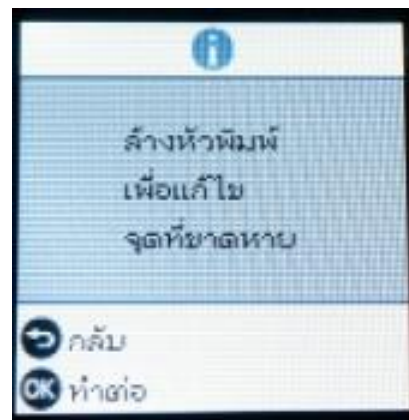 ล้างหัวพิมพ์
เพื่อแก้ไข
จุดที่ขาดหาย
กลับ
OK ทำต่อ